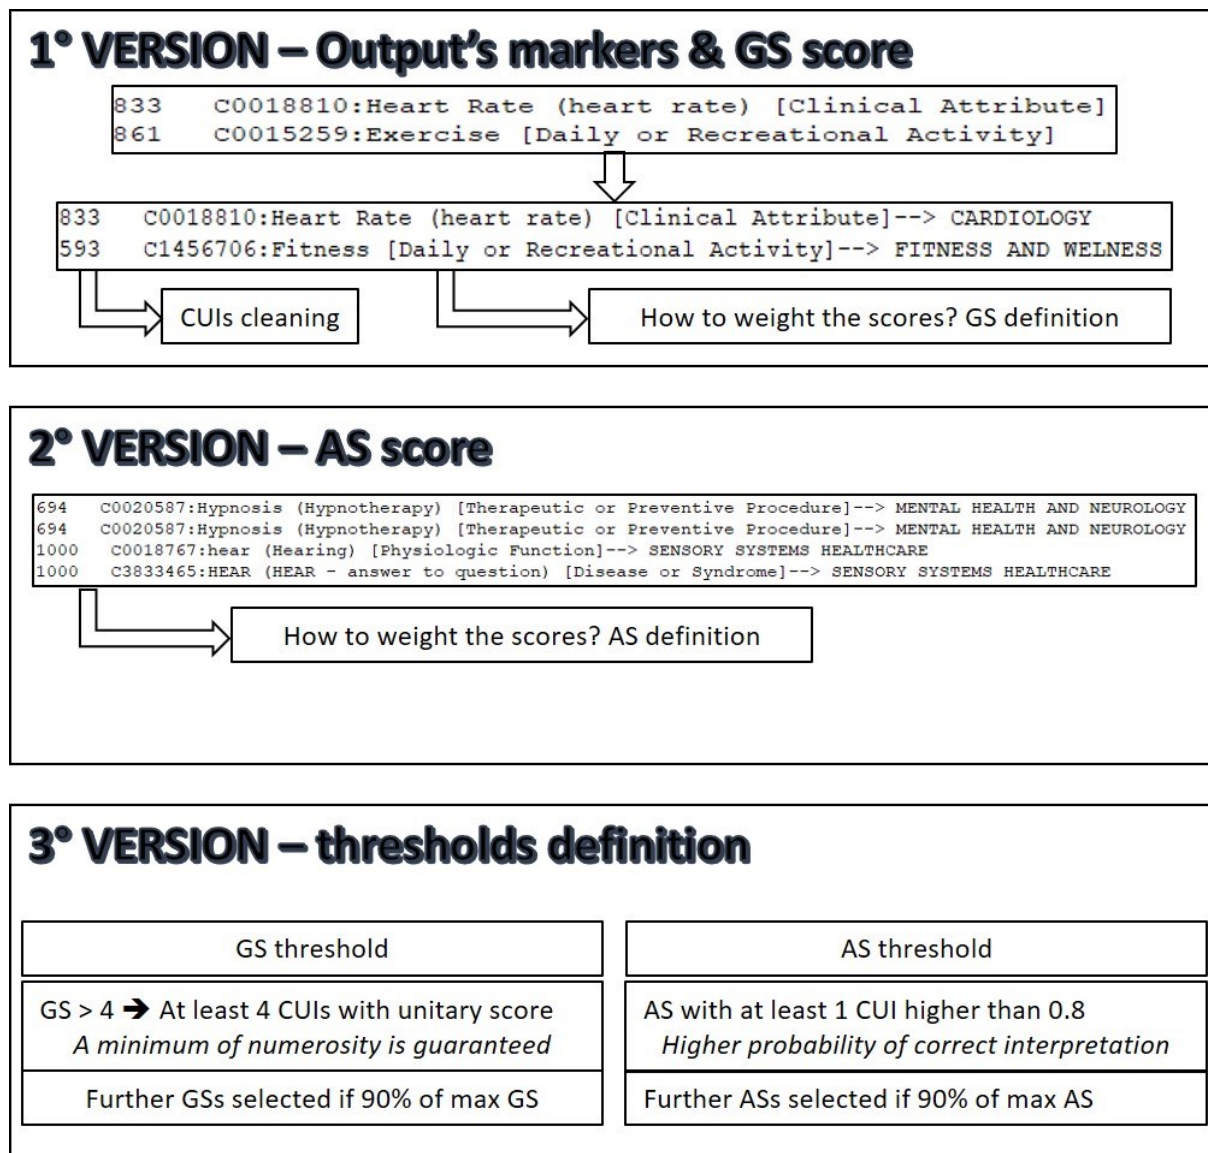 1° VERSION – Output's markers & GS score
833 C0018810:Heart Rate (heart rate) [Clinical Attribute]
861 C0015259:Exercise [Daily or Recreational Activity]
833 C0018810:Heart Rate (heart rate) [Clinical Attribute]--> CARDIOLOGY
593 C1456706:Fitness [Daily or Recreational Activity]--> FITNESS AND WELNESS
CUIs cleaning
How to weight the scores? GS definition
2° VERSION – AS score
694 C0020587:Hypnosis (Hypnotherapy) [Therapeutic or Preventive Procedure]--> MENTAL HEALTH AND NEUROLOGY
694 C0020587:Hypnosis (Hypnotherapy) [Therapeutic or Preventive Procedure]--> MENTAL HEALTH AND NEUROLOGY
1000 C0018767:hear (Hearing) [Physiologic Function]--> SENSORY SYSTEMS HEALTHCARE
1000 C3833465:HEAR (HEAR - answer to question) [Disease or Syndrome]--> SENSORY SYSTEMS HEALTHCARE
How to weight the scores? AS definition
3° VERSION – thresholds definition
GS threshold
GS > 4 ➔ At least 4 CUIs with unitary score
A minimum of numerosity is guaranteed
Further GSs selected if 90% of max GS
AS threshold
AS with at least 1 CUI higher than 0.8
Higher probability of correct interpretation
Further ASs selected if 90% of max AS